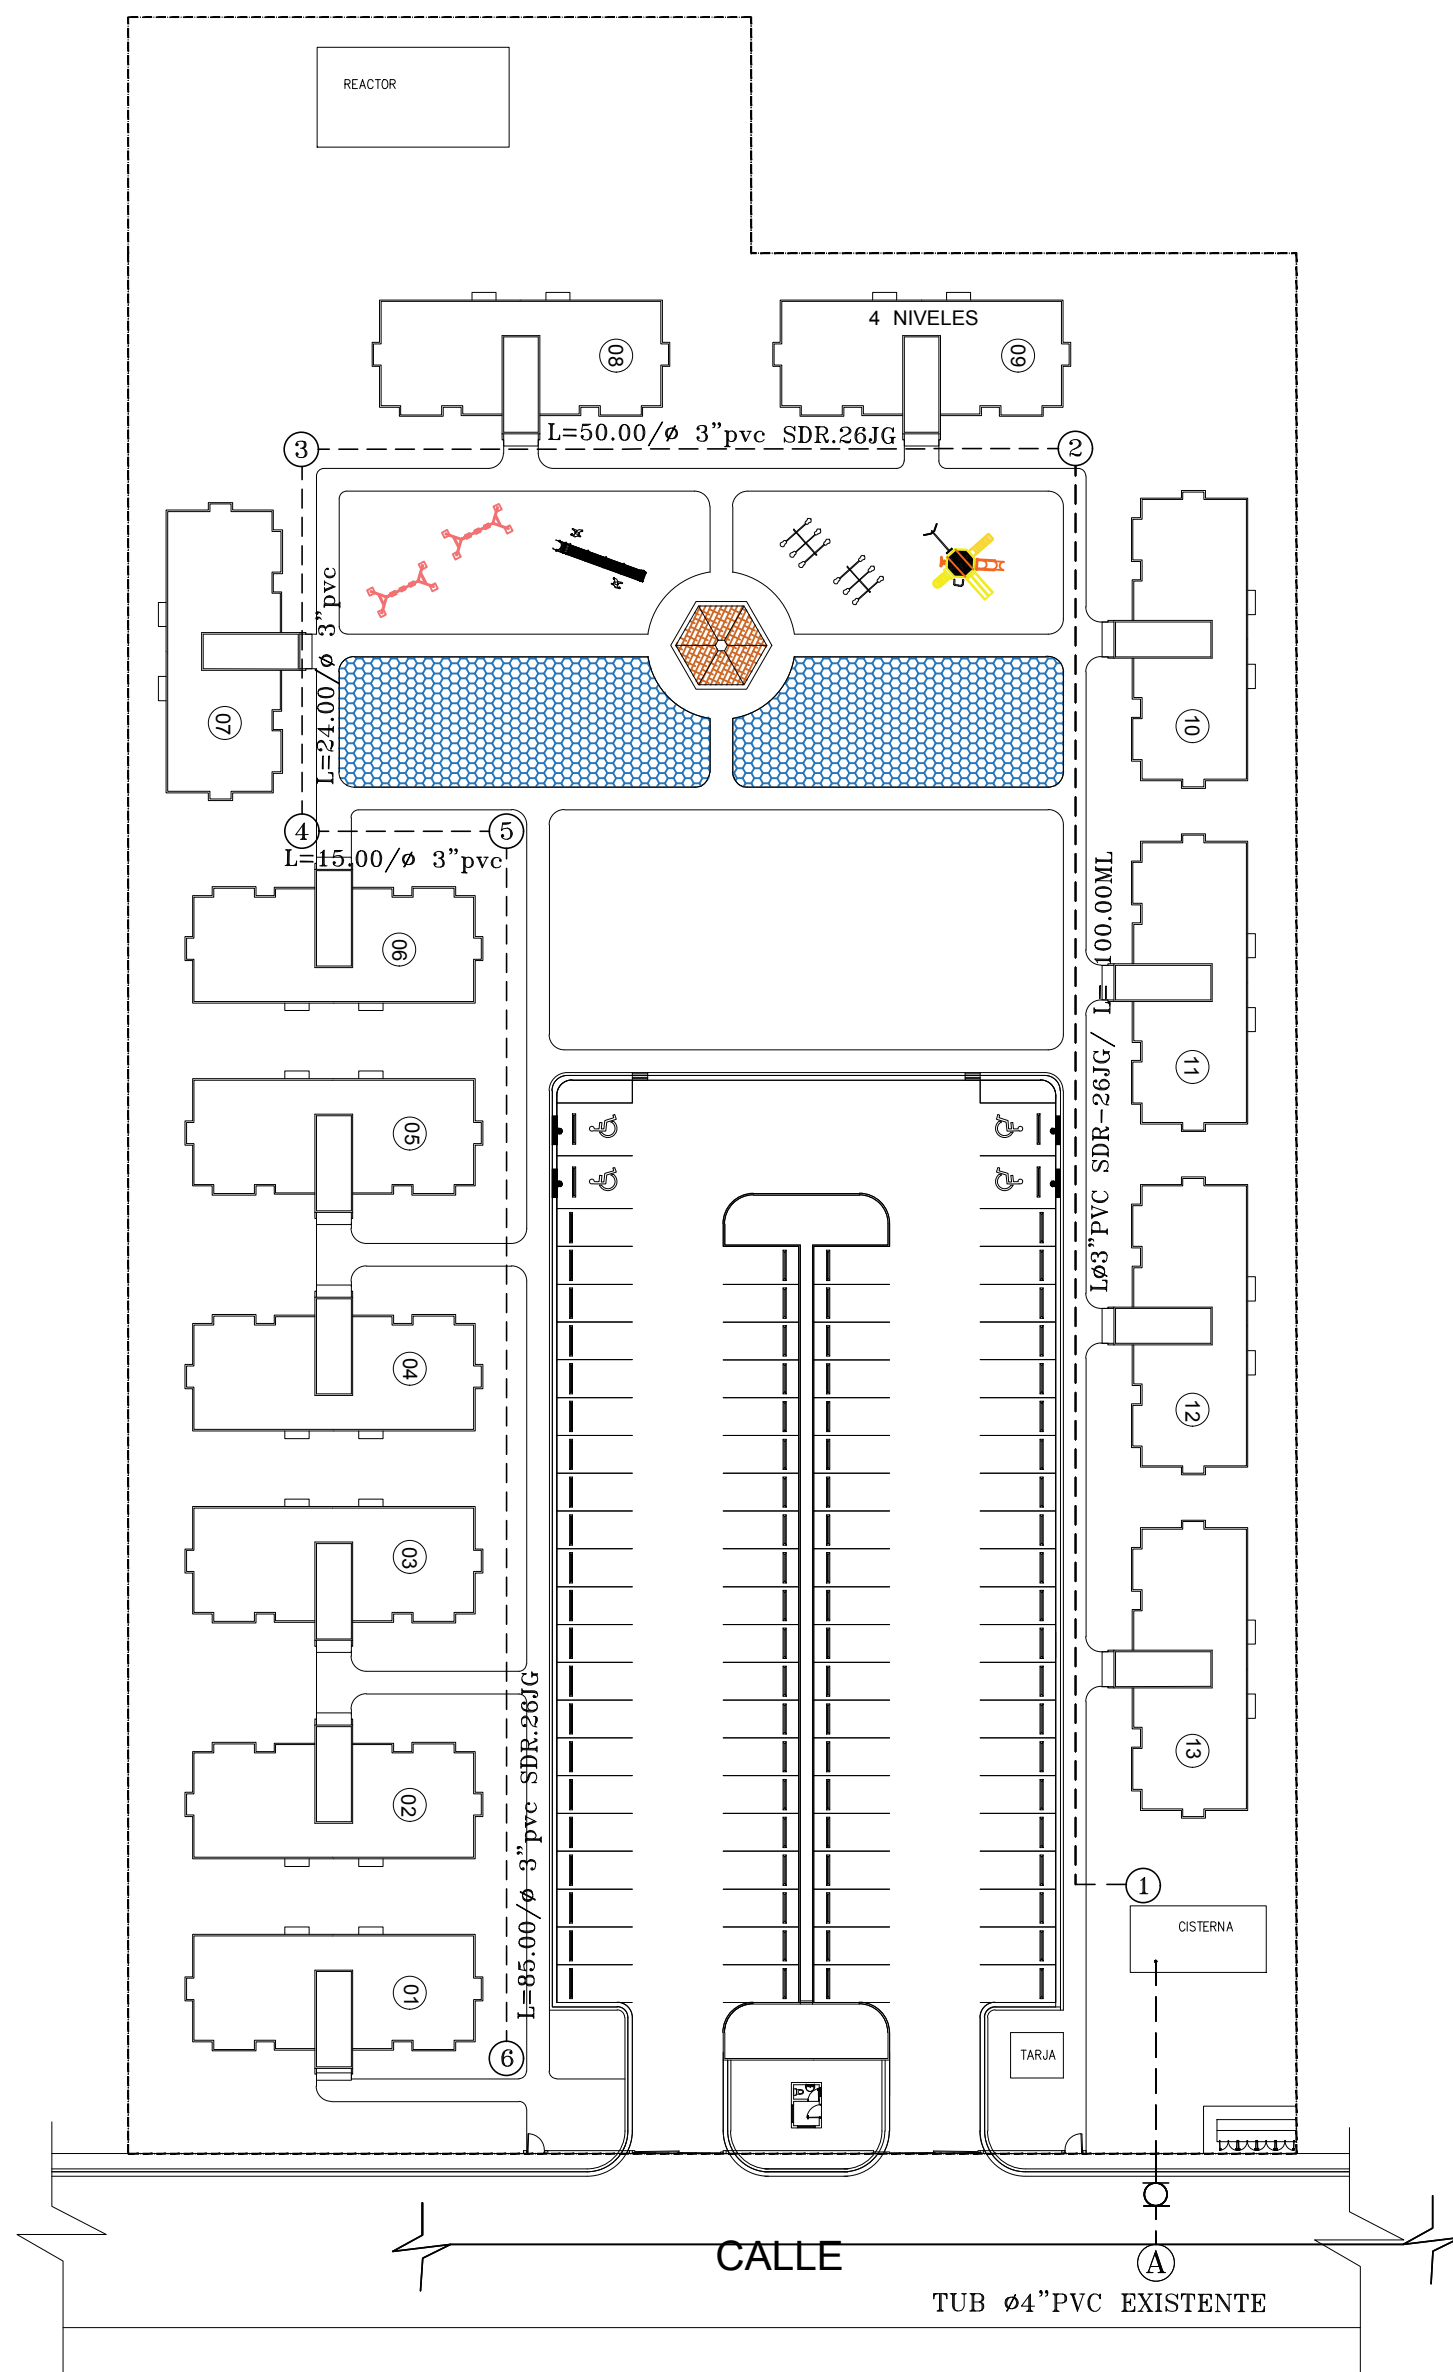 REACTOR
4 NIVELES
08
09
L=50.00/ø 3"pvc SDR.26JG
3
2
L=24.00/ø 3"pvc
07
10
4
5
L=15.00/ø 3"pvc
06
11
LØ3"PVC SDR-26JG/ L= 100.00ML
05
04
12
03
L=85.00/ø 3"pvc SDR.26JG
13
02
1
CISTERNA
01
6
TARJA
CALLE
A
TUB ø4"PVC EXISTENTE